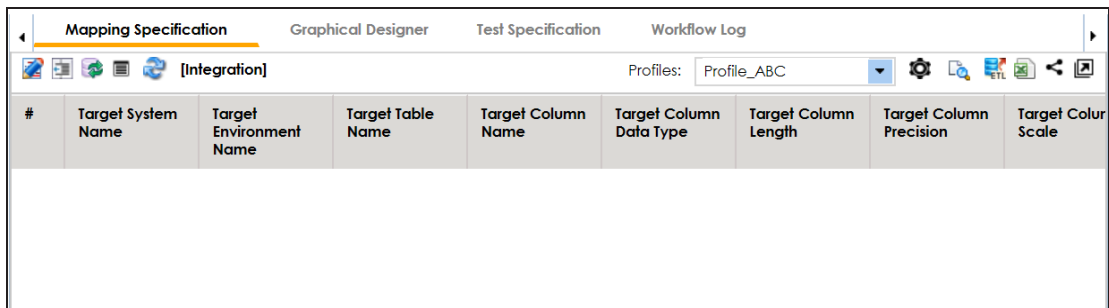 Mapping Specification Graphical Designer Test Specification Workflow Log
[Integration] Profiles: Profile_ABC ETL
# Target System Name Target Environment Name Target Table Name Target Column Name Target Column Data Type Target Column Length Target Column Precision Target Colur Scale